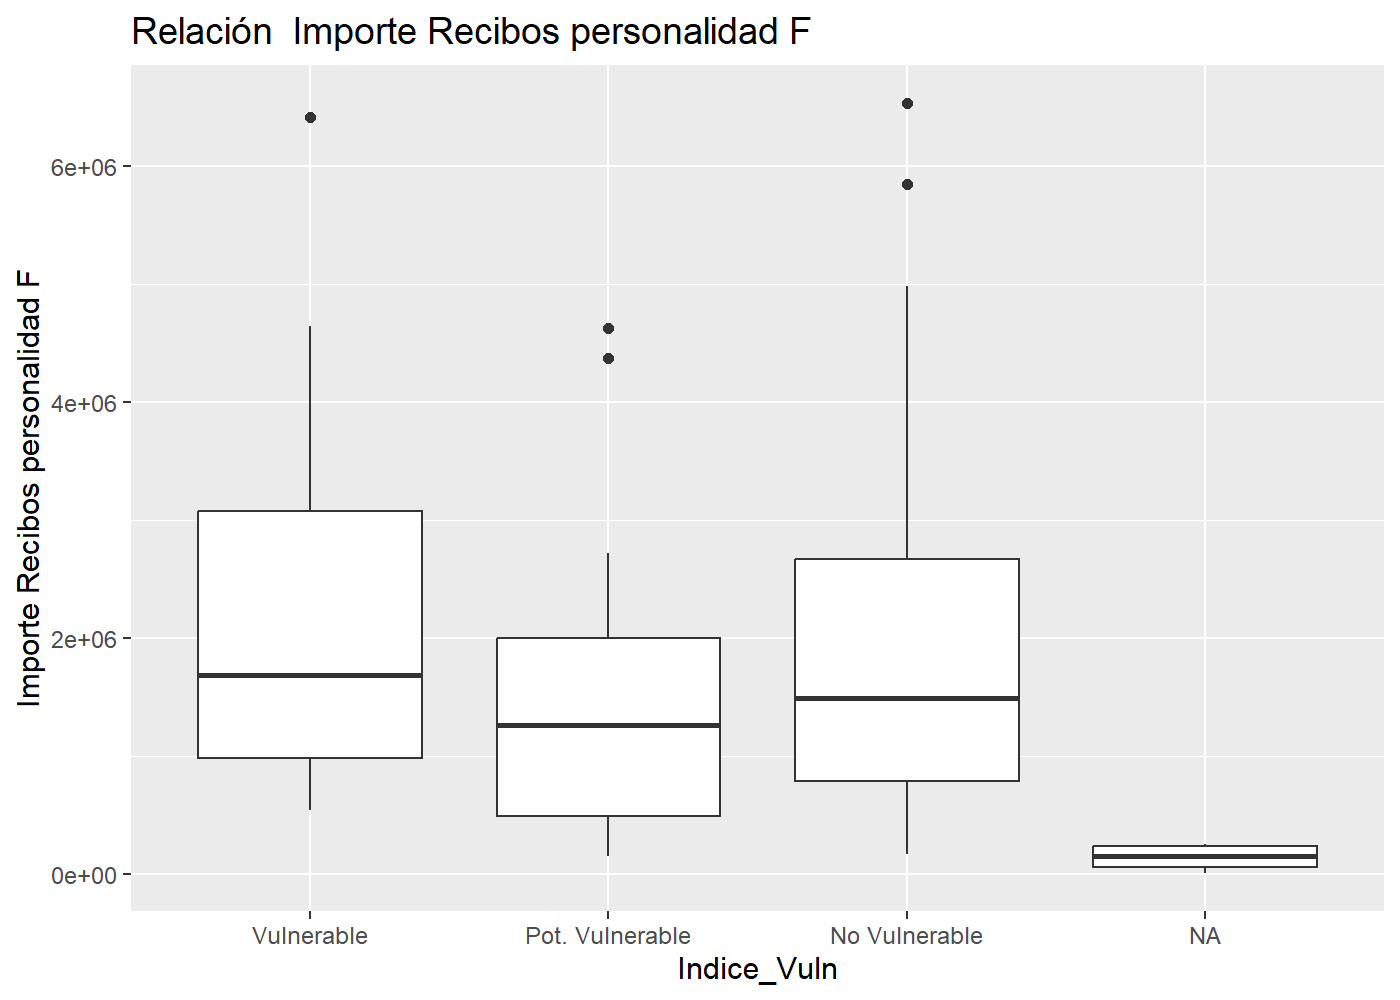 Relación  Importe Recibos personalidad F
Importe Recibos personalidad F
6e+06
4e+06
2e+06
0e+00
Vulnerable
Pot. Vulnerable
No Vulnerable
NA
Indice_Vuln